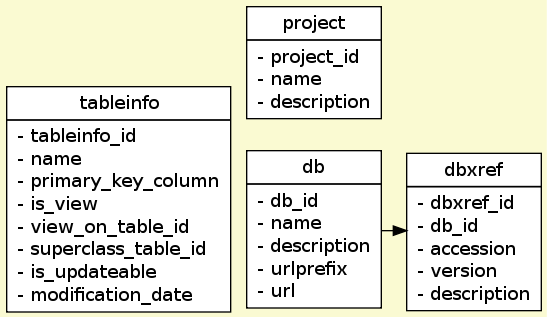 project
- project_id
- name
- description
tableinfo
- tableinfo_id
- name
- primary_key_column
- is_view
- view_on_table_id
- superclass_table_id
- is_updateable
- modification_date
db
- db_id
- name
- description
- urlprefix
- url
dbxref
- dbxref_id
- db_id
- accession
- version
- description